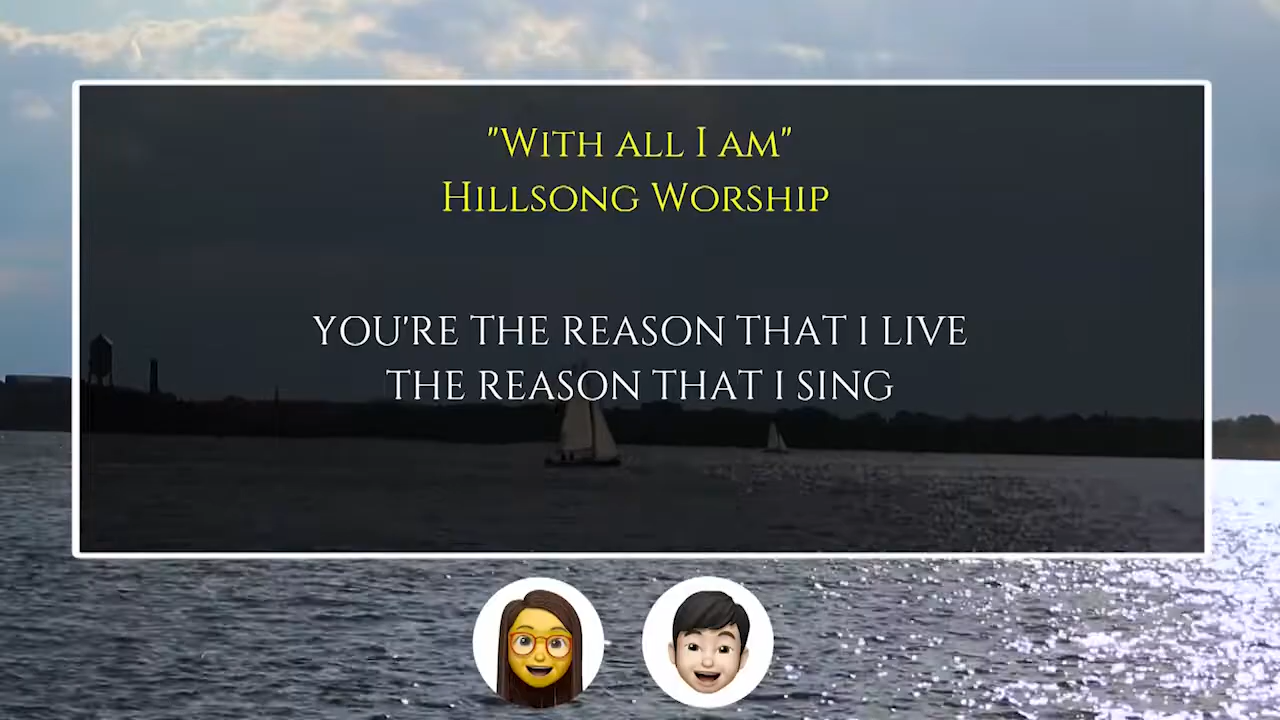 "With all I am"
Hillsong Worship
YOU'RE THE REASON THAT I LIVE
THE REASON THAT I SING